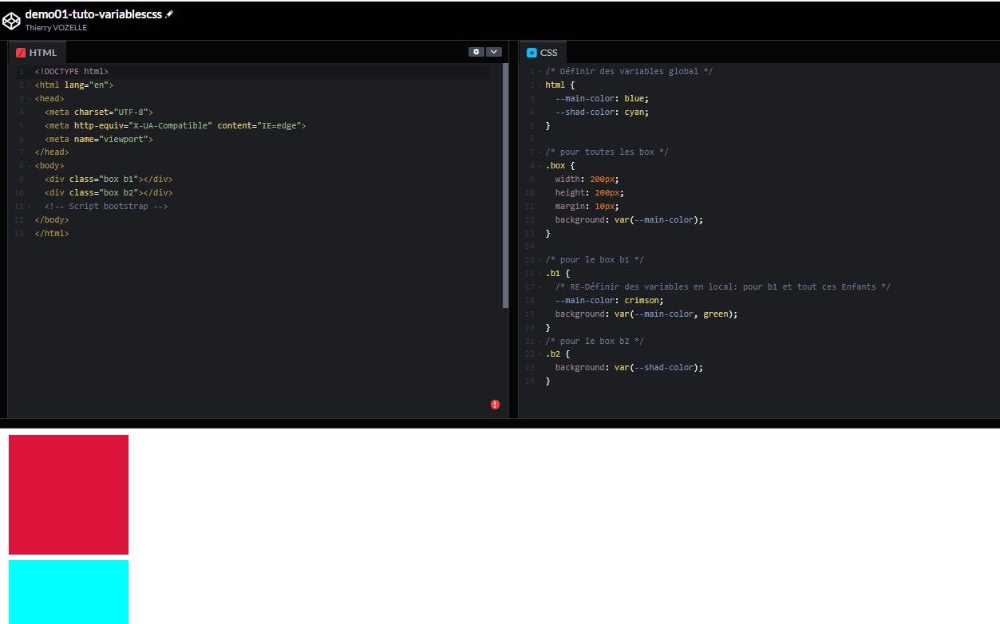 demo01-tuto-variablescss
Thierry VOZELLE
HTML
1 <!DOCTYPE html>
2 <html lang="en">
3 <head>
4 <meta charset="UTF-8">
5 <meta http-equiv="X-UA-Compatible" content="IE=edge">
6 <meta name="viewport">
7 </head>
8 <body>
9 <div class="box b1"></div>
10 <div class="box b2"></div>
11 <!-- Script bootstrap -->
12 </body>
13 </html>
CSS
1 /* Définir des variables global */
2 html {
3 --main-color: blue;
4 --shad-color: cyan;
5 }
6
7 /* pour toutes les box */
8 .box {
9 width: 200px;
10 height: 200px;
11 margin: 10px;
12 background: var(--main-color);
13 }
14
15 /* pour le box b1 */
16 .b1 {
17 /* RE-Définir des variables en local: pour b1 et tout ces Enfants */
18 --main-color: crimson;
19 background: var(--main-color, green);
20 }
21 /* pour le box b2 */
22 .b2 {
23 background: var(--shad-color);
24 }